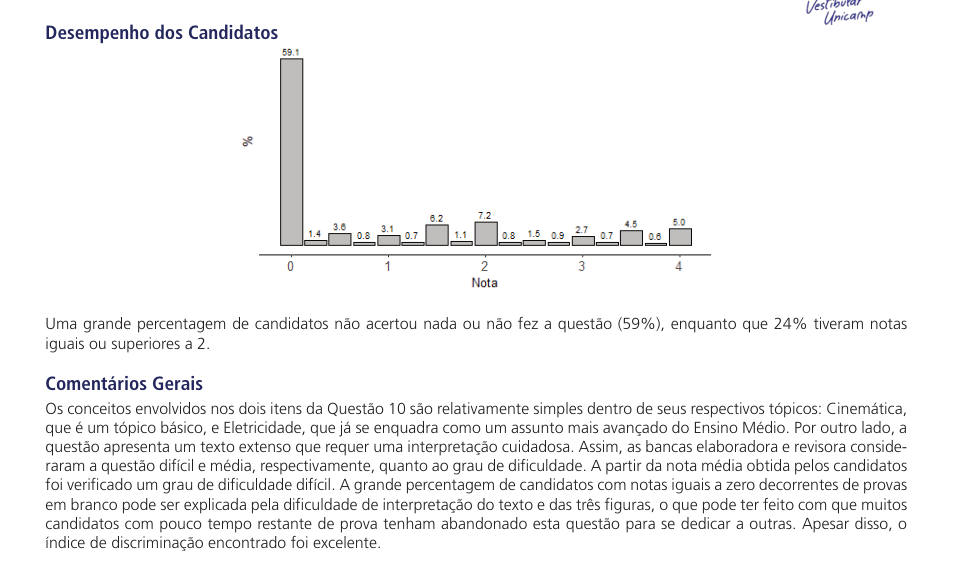 Vestibular
Unicamp
Desempenho dos Candidatos
59.1
%
1.4 3.6 0.8 3.1 0.7 6.2 1.1 7.2 0.8 1.5 0.9 2.7 0.7 4.5 0.6 5.0
0 1 2 3 4
Nota
Uma grande percentagem de candidatos não acertou nada ou não fez a questão (59%), enquanto que 24% tiveram notas
iguais ou superiores a 2.
Comentários Gerais
Os conceitos envolvidos nos dois itens da Questão 10 são relativamente simples dentro de seus respectivos tópicos: Cinemática,
que é um tópico básico, e Eletricidade, que já se enquadra como um assunto mais avançado do Ensino Médio. Por outro lado, a
questão apresenta um texto extenso que requer uma interpretação cuidadosa. Assim, as bancas elaboradora e revisora conside-
raram a questão difícil e média, respectivamente, quanto ao grau de dificuldade. A partir da nota média obtida pelos candidatos
foi verificado um grau de dificuldade difícil. A grande percentagem de candidatos com notas iguais a zero decorrentes de provas
em branco pode ser explicada pela dificuldade de interpretação do texto e das três figuras, o que pode ter feito com que muitos
candidatos com pouco tempo restante de prova tenham abandonado esta questão para se dedicar a outras. Apesar disso, o
índice de discriminação encontrado foi excelente.